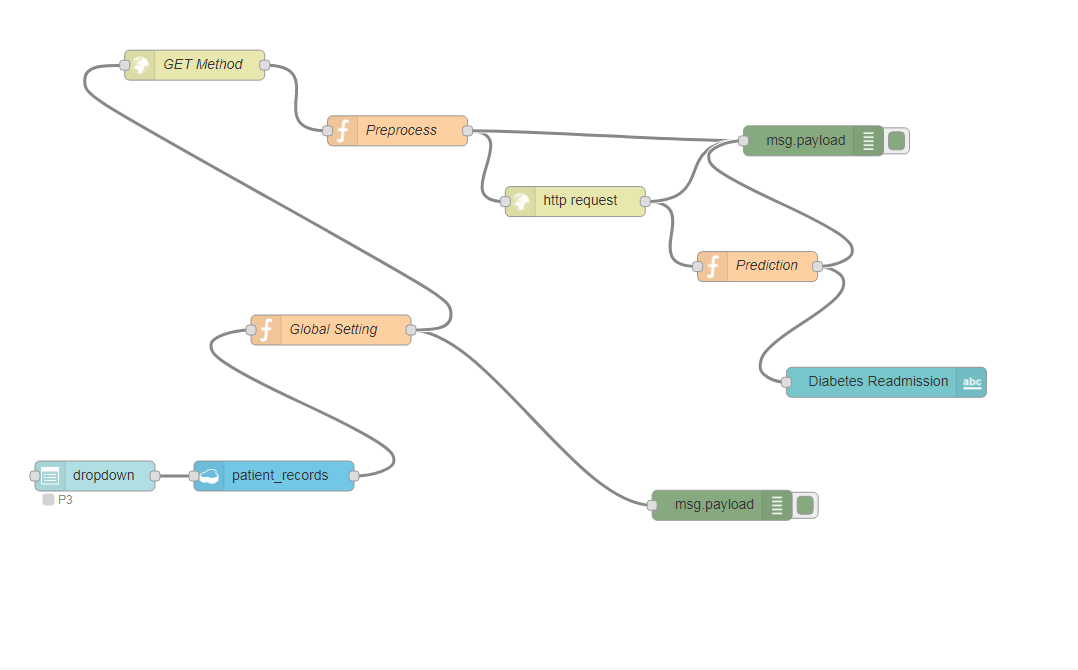 GET Method
Preprocess
msg.payload
http request
Prediction
Global Setting
Diabetes Readmission
abc
dropdown
patient_records
P3
msg.payload